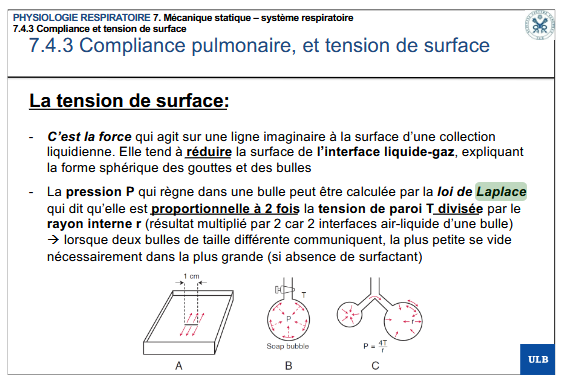 PHYSIOLOGIE RESPIRATOIRE 7. Mécanique statique – système respiratoire
7.4.3 Compliance et tension de surface
7.4.3 Compliance pulmonaire, et tension de surface
La tension de surface:
- C'est la force qui agit sur une ligne imaginaire à la surface d'une collection
liquidienne. Elle tend à réduire la surface de l'interface liquide-gaz, expliquant
la forme sphérique des gouttes et des bulles
- La pression P qui règne dans une bulle peut être calculée par la loi de Laplace
qui dit qu'elle est proportionnelle à 2 fois la tension de paroi T divisée par le
rayon interne r (résultat multiplié par 2 car 2 interfaces air-liquide d'une bulle)
→ lorsque deux bulles de taille différente communiquent, la plus petite se vide
nécessairement dans la plus grande (si absence de surfactant)
1 cm
T
P
r
Soap bubble
P = 4T/r
A B C
ULB